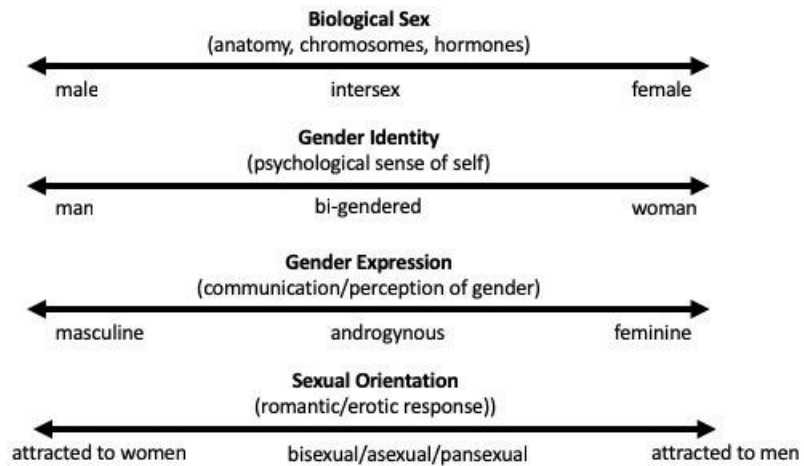 Biological Sex
(anatomy, chromosomes, hormones)
male intersex female
Gender Identity
(psychological sense of self)
man bi-gendered woman
Gender Expression
(communication/perception of gender)
masculine androgynous feminine
Sexual Orientation
(romantic/erotic response))
attracted to women bisexual/asexual/pansexual attracted to men